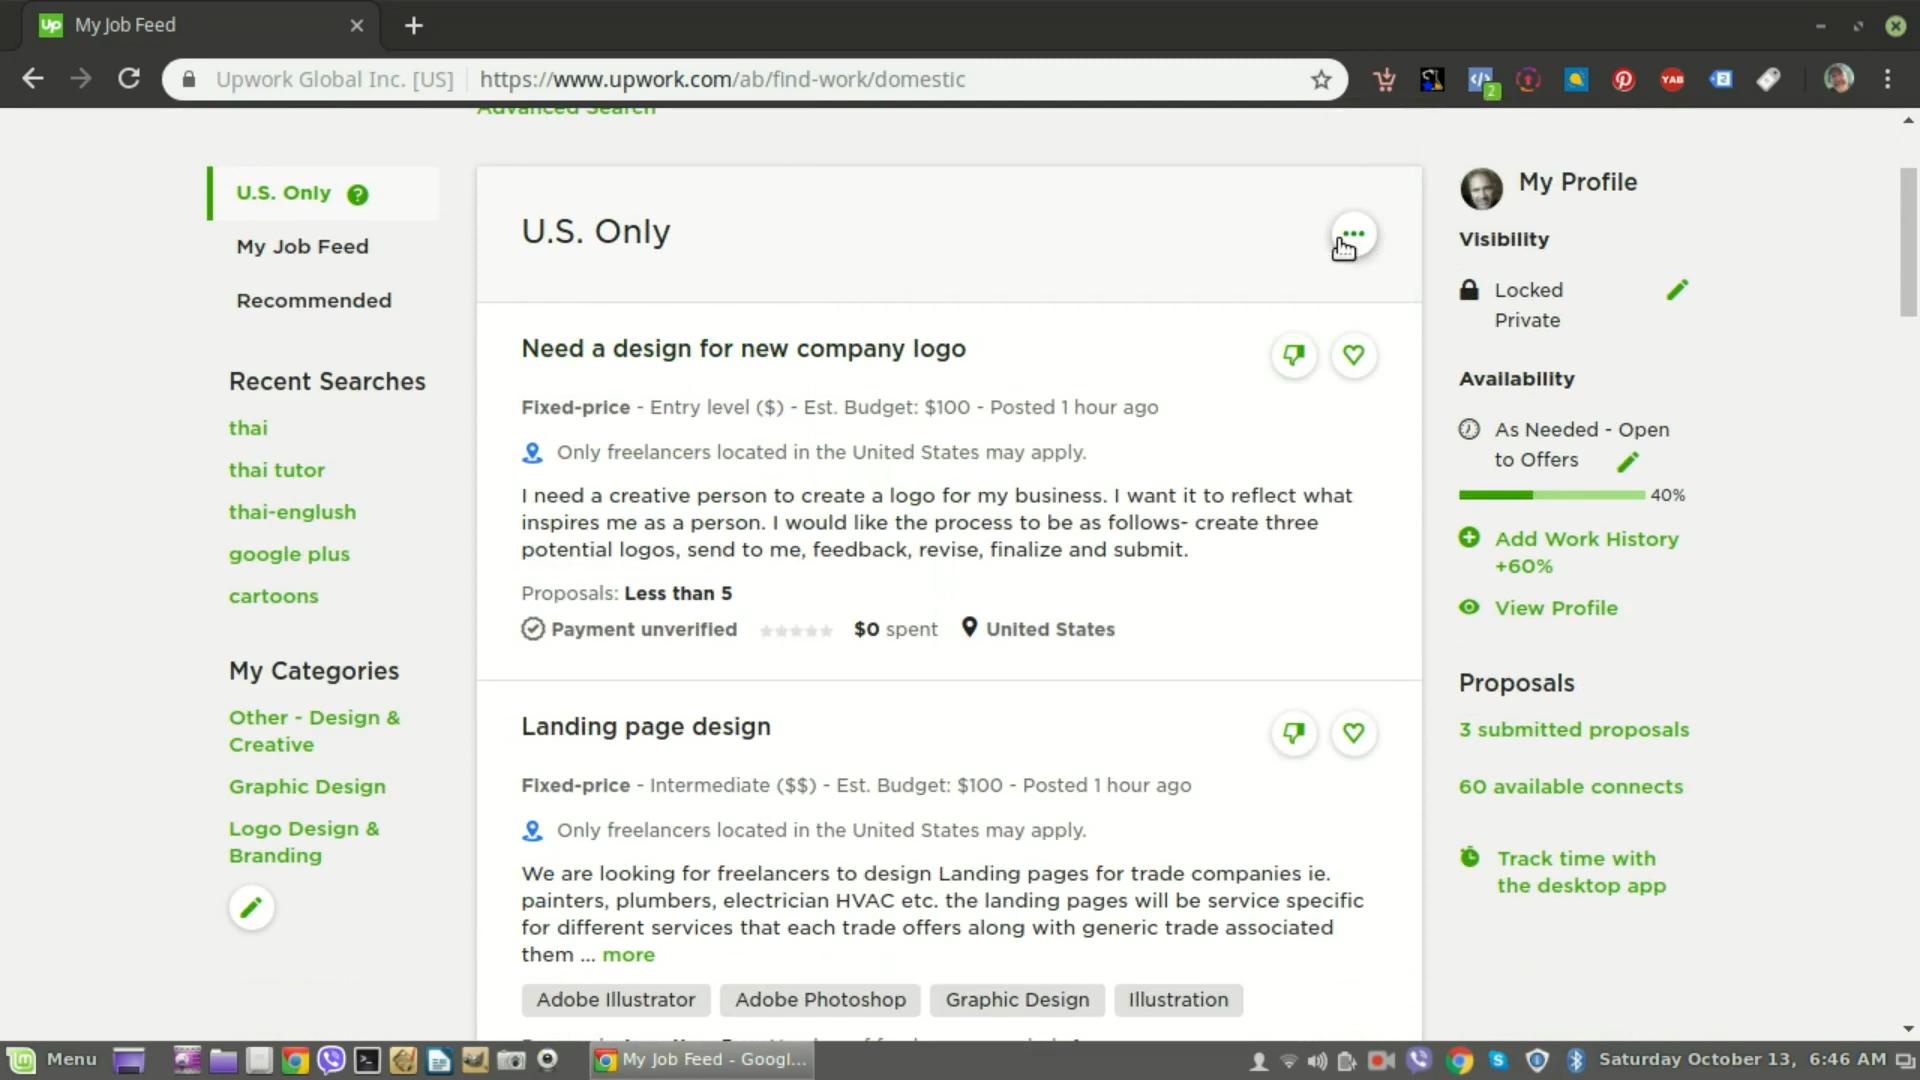 Up My Job Feed
Upwork Global Inc. [US] https://www.upwork.com/ab/find-work/domestic
2
YAB
Advanced Search
U.S. Only ?
My Job Feed
Recommended
Recent Searches
thai
thai tutor
thai-englush
google plus
cartoons
My Categories
Other - Design &
Creative
Graphic Design
Logo Design &
Branding
U.S. Only
Need a design for new company logo
Fixed-price - Entry level ($) - Est. Budget: $100 - Posted 1 hour ago
Only freelancers located in the United States may apply.
I need a creative person to create a logo for my business. I want it to reflect what
inspires me as a person. I would like the process to be as follows- create three
potential logos, send to me, feedback, revise, finalize and submit.
Proposals: Less than 5
Payment unverified $0 spent United States
Landing page design
Fixed-price - Intermediate ($$) - Est. Budget: $100 - Posted 1 hour ago
Only freelancers located in the United States may apply.
We are looking for freelancers to design Landing pages for trade companies ie.
painters, plumbers, electrician HVAC etc. the landing pages will be service specific
for different services that each trade offers along with generic trade associated
them ... more
Adobe Illustrator Adobe Photoshop Graphic Design Illustration
My Profile
Visibility
Locked
Private
Availability
As Needed - Open
to Offers
40%
Add Work History
+60%
View Profile
Proposals
3 submitted proposals
60 available connects
Track time with
the desktop app
Menu My Job Feed - Googl... Saturday October 13, 6:46 AM